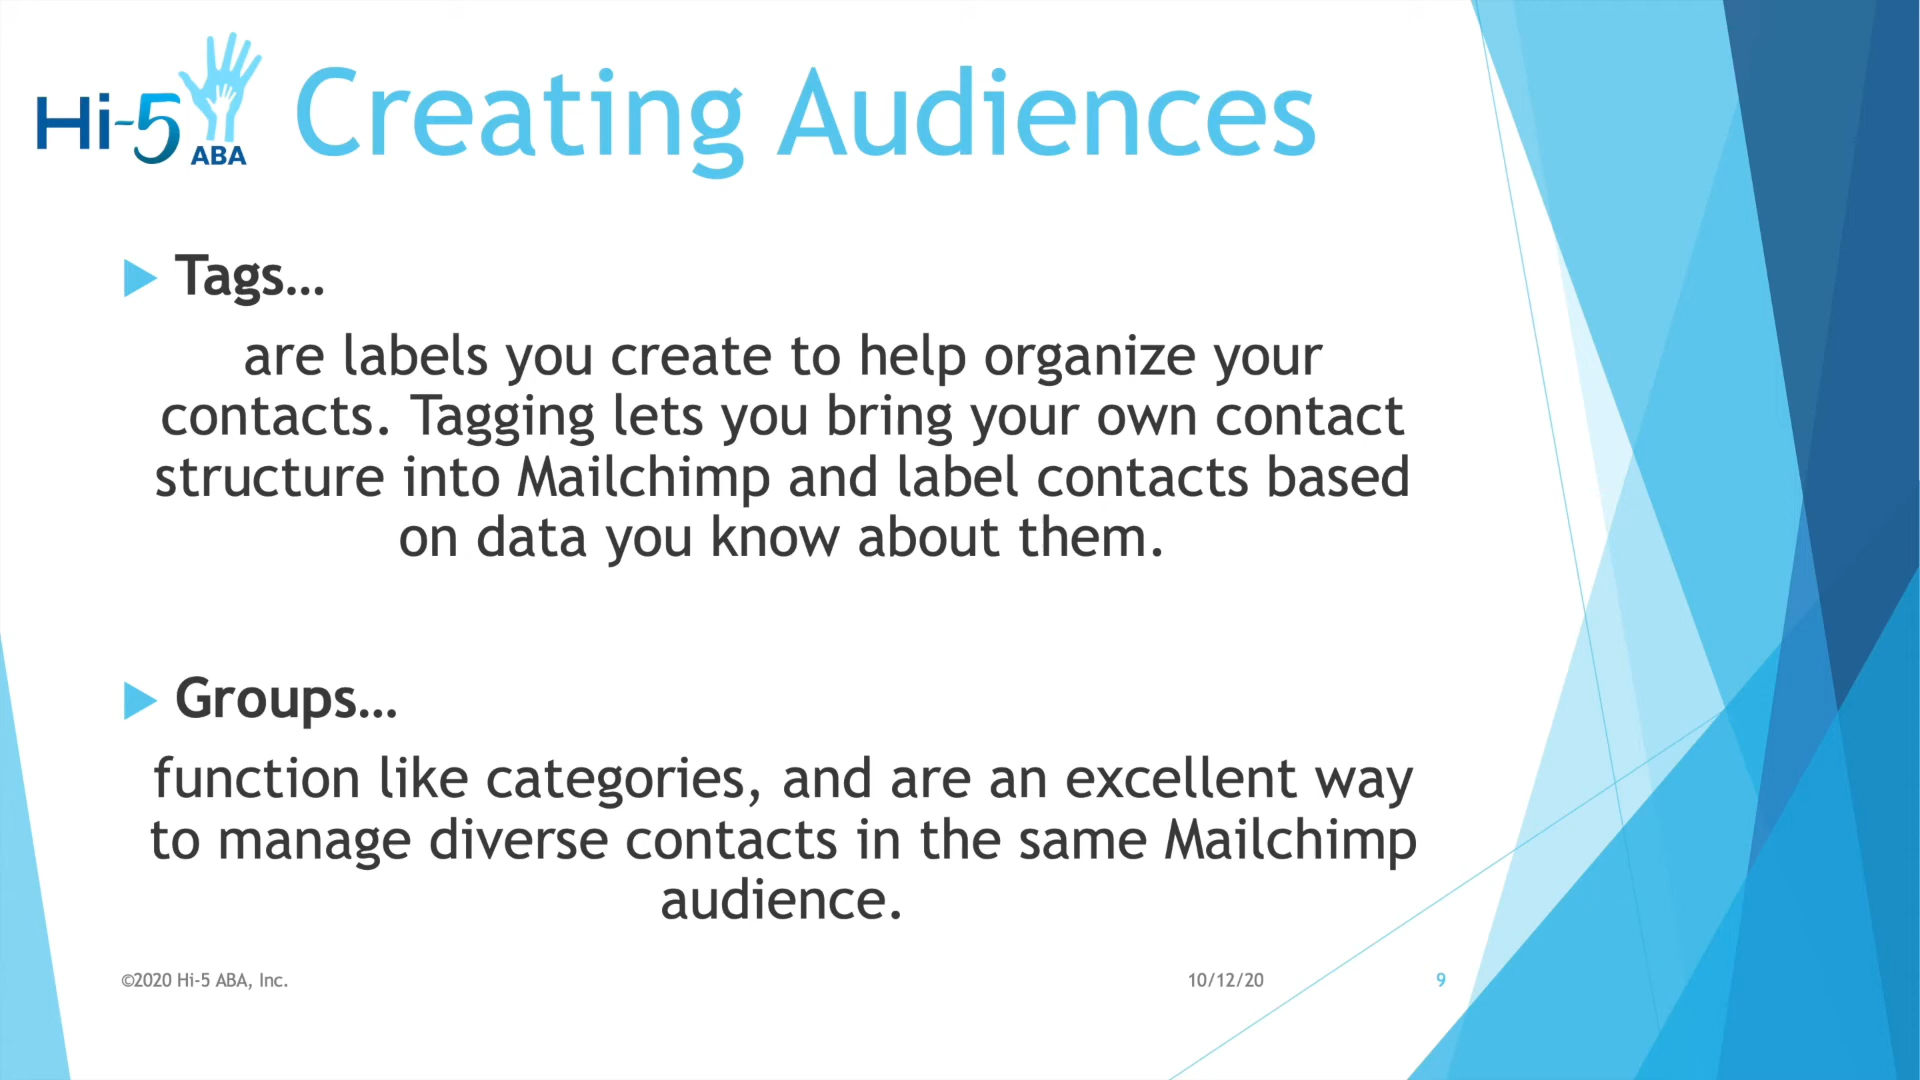 Hi-5 ABA
Creating Audiences
Tags...
are labels you create to help organize your
contacts. Tagging lets you bring your own contact
structure into Mailchimp and label contacts based
on data you know about them.
Groups...
function like categories, and are an excellent way
to manage diverse contacts in the same Mailchimp
audience.
©2020 Hi-5 ABA, Inc.
10/12/20
9